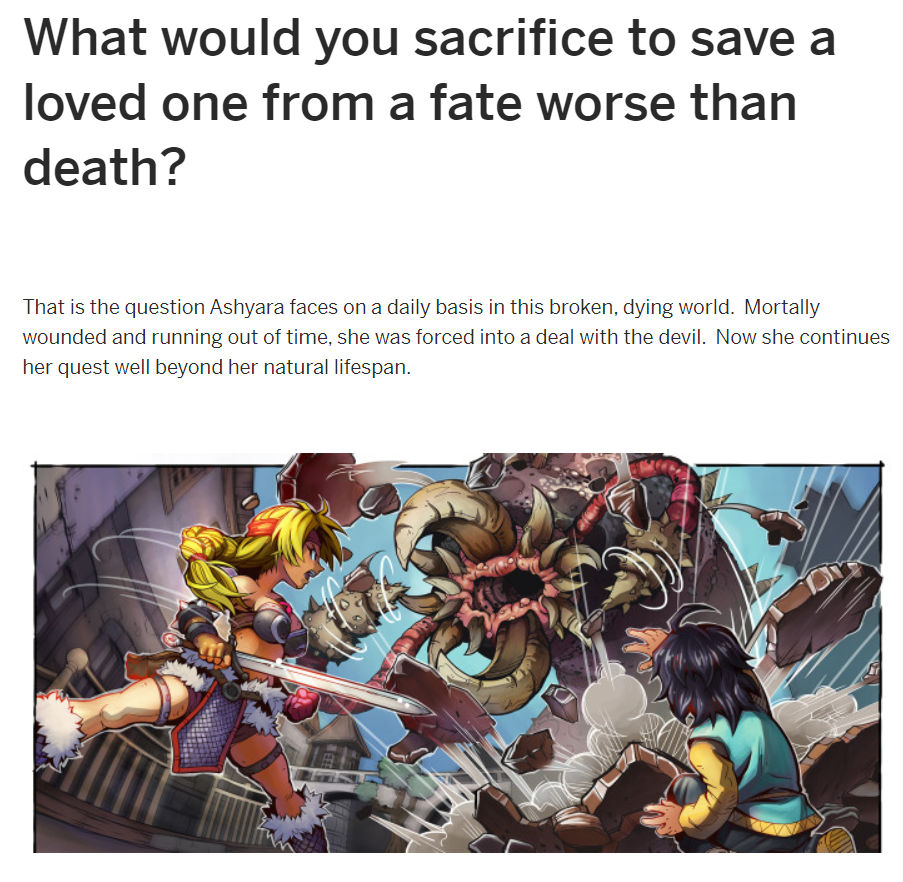 What would you sacrifice to save a
loved one from a fate worse than
death?
That is the question Ashyara faces on a daily basis in this broken, dying world.  Mortally
wounded and running out of time, she was forced into a deal with the devil.  Now she continues
her quest well beyond her natural lifespan.